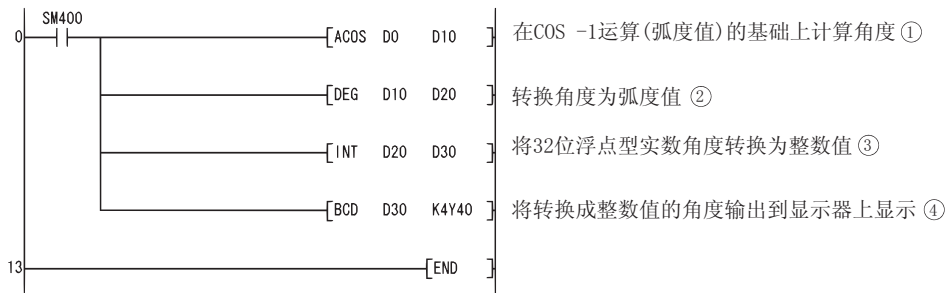 SM400
0 [ACOS D0 D10 ] 在COS -1运算(弧度值)的基础上计算角度①
[DEG D10 D20 ] 转换角度为弧度值 ②
[INT D20 D30 ] 将32位浮点型实数角度转换为整数值③
[BCD D30 K4Y40 ] 将转换成整数值的角度输出到显示器上显示 ④
13 [END ]